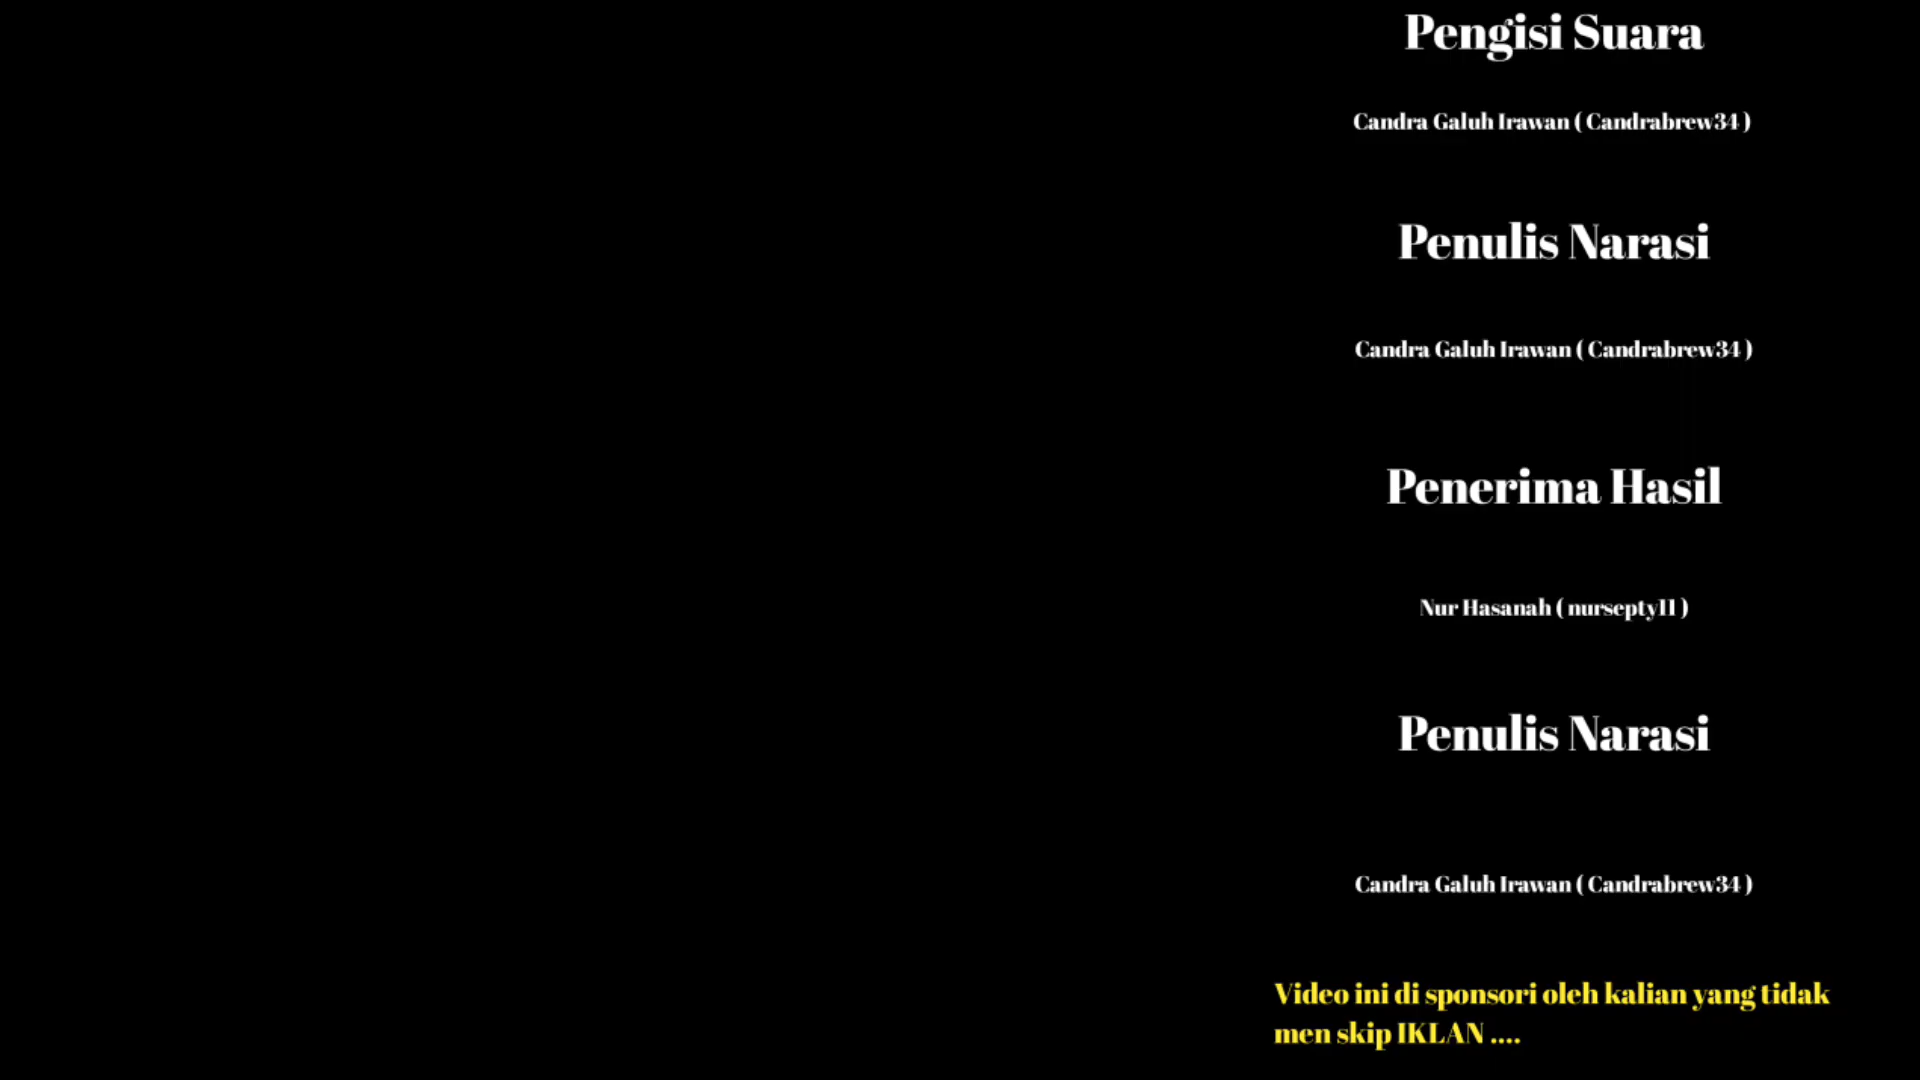 Pengisi Suara
Candra Galuh Irawan ( Candrabrew34 )
Penulis Narasi
Candra Galuh Irawan ( Candrabrew34 )
Penerima Hasil
Nur Hasanah ( nursepty11 )
Penulis Narasi
Candra Galuh Irawan ( Candrabrew34 )
Video ini di sponsori oleh kalian yang tidak
men skip IKLAN ....